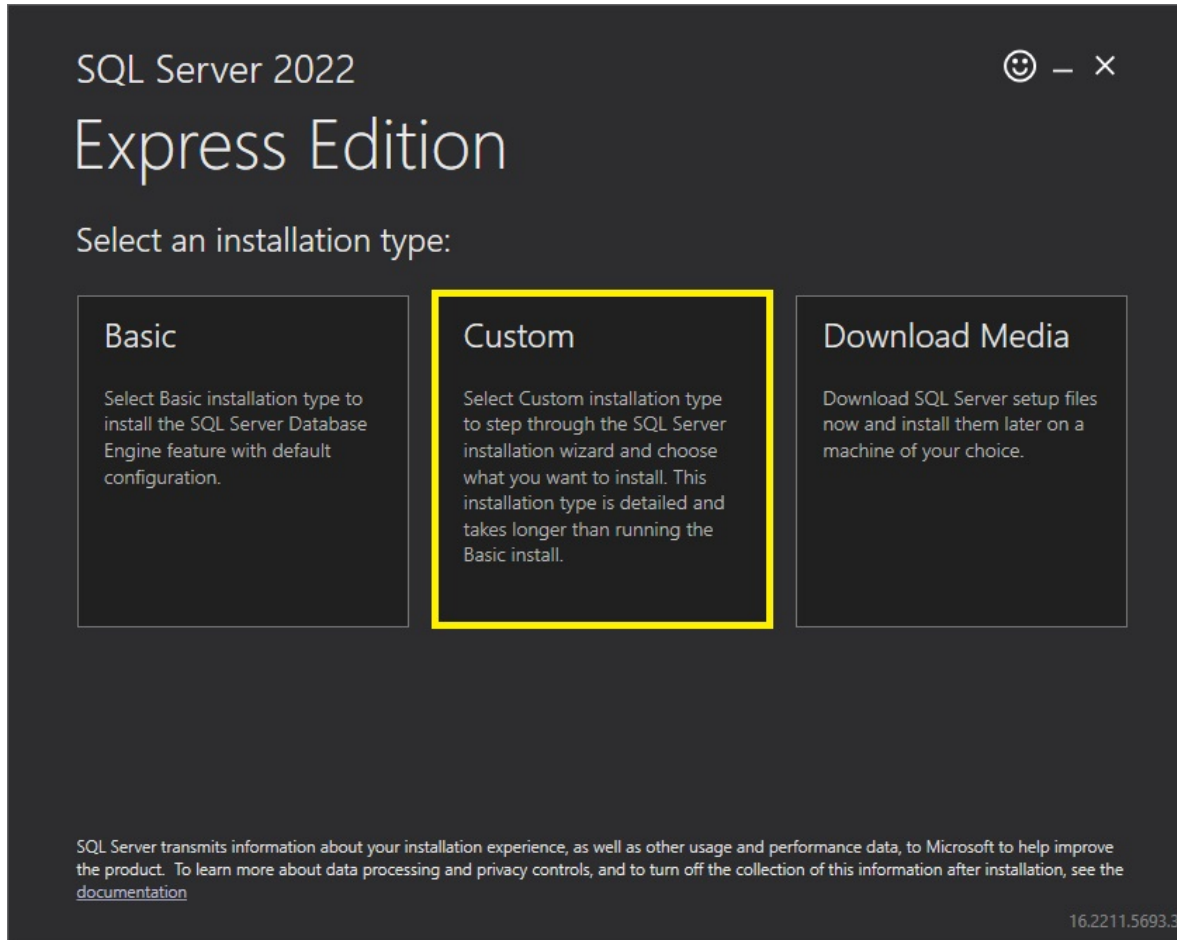 SQL Server 2022
Express Edition
Select an installation type:
Basic
Select Basic installation type to
install the SQL Server Database
Engine feature with default
configuration.
Custom
Select Custom installation type
to step through the SQL Server
installation wizard and choose
what you want to install. This
installation type is detailed and
takes longer than running the
Basic install.
Download Media
Download SQL Server setup files
now and install them later on a
machine of your choice.
SQL Server transmits information about your installation experience, as well as other usage and performance data, to Microsoft to help improve
the product.  To learn more about data processing and privacy controls, and to turn off the collection of this information after installation, see the
documentation
16.2211.5693.3